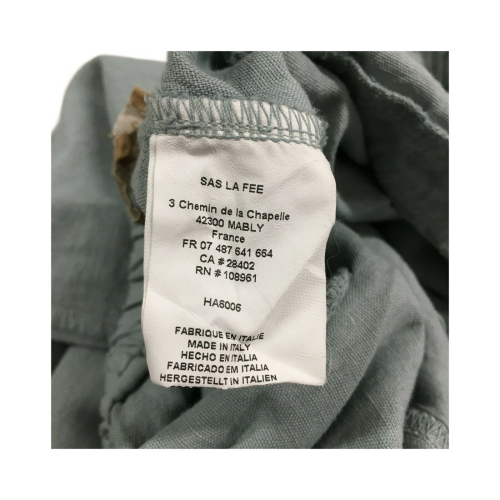 SAS LA FEE
3 Chemin de la Chapelle
42300 MABLY
France
FR 07 487 641 664
CA # 28402
RN # 108961
HA6006
FABRIQUE EN ITALIE
MADE IN ITALY
HECHO EN ITALIA
FABRICADO EM ITALIA
HERGESTELLT IN ITALIEN